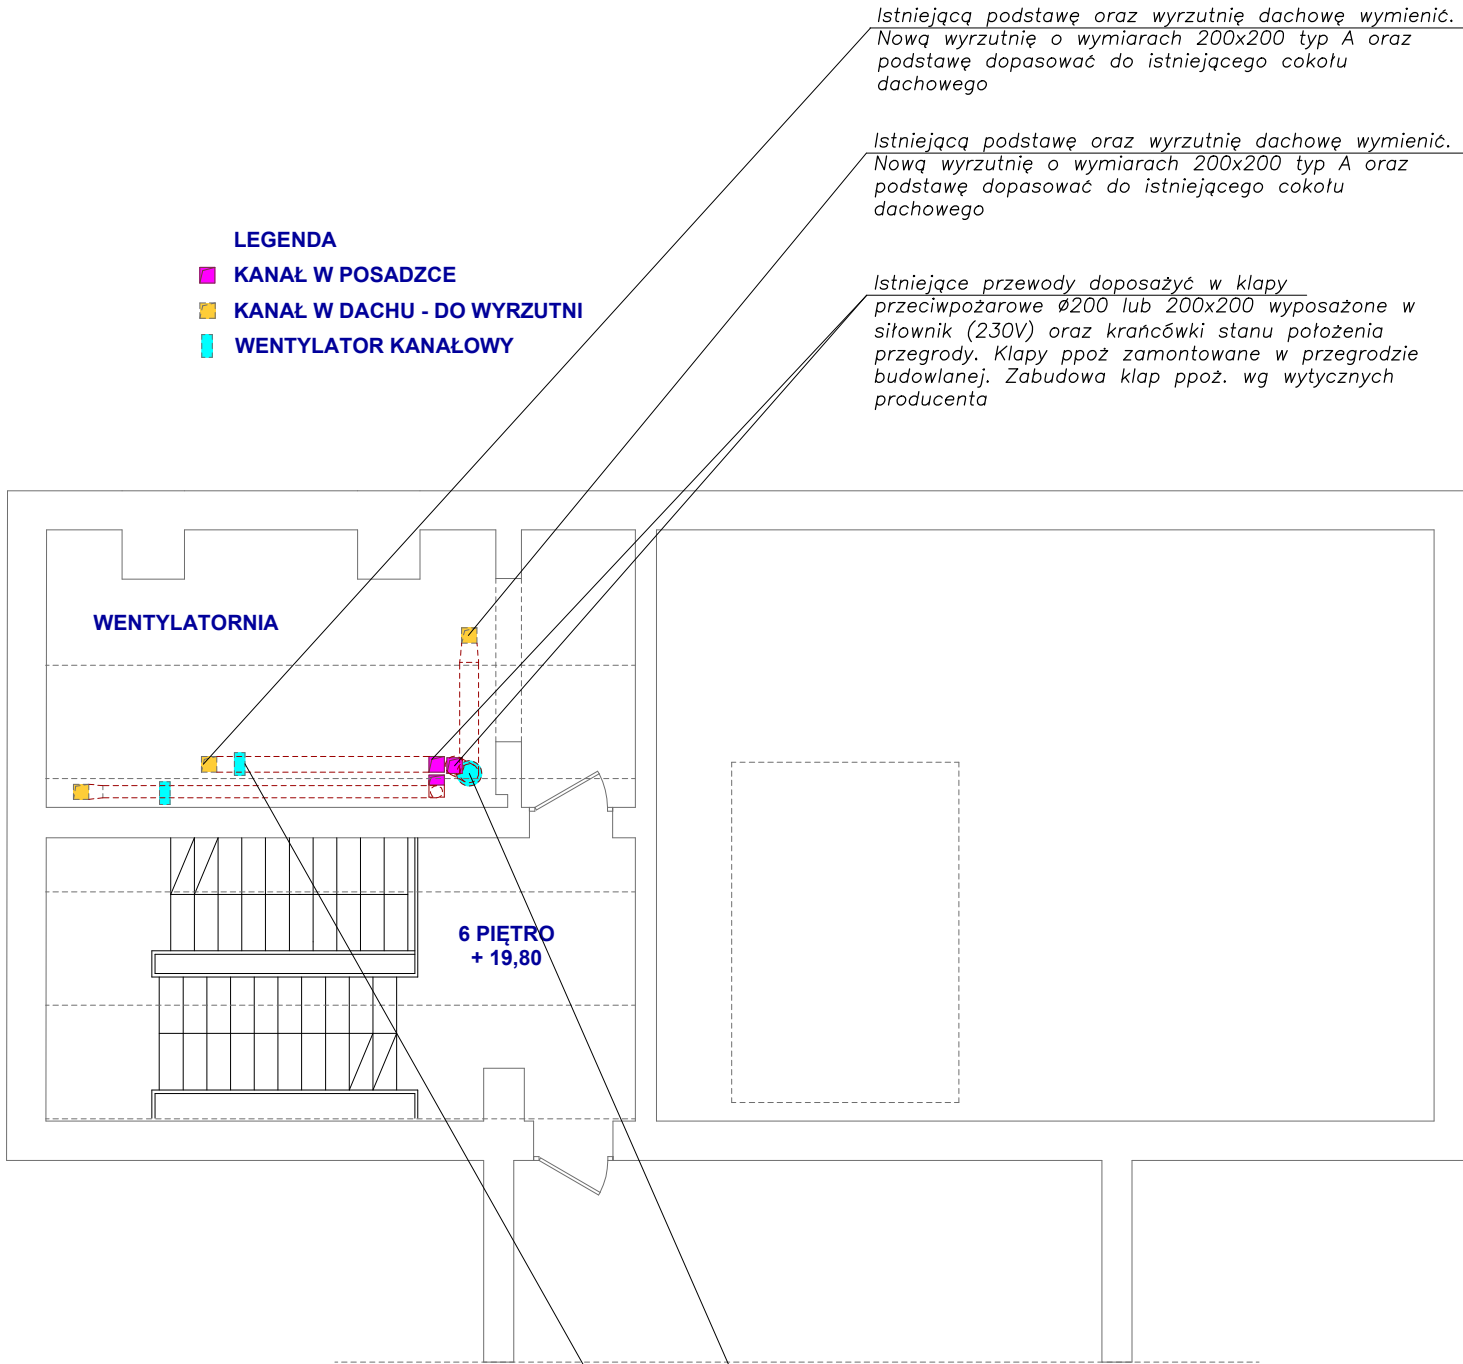 Istniejącą podstawę oraz wyrzutnię dachowę wymienić.
Nową wyrzutnię o wymiarach 200x200 typ A oraz
podstawę dopasować do istniejącego cokołu
dachowego
Istniejącą podstawę oraz wyrzutnię dachowę wymienić.
Nową wyrzutnię o wymiarach 200x200 typ A oraz
podstawę dopasować do istniejącego cokołu
dachowego
LEGENDA
KANAŁ W POSADZCE
KANAŁ W DACHU - DO WYRZUTNI
WENTYLATOR KANAŁOWY
Istniejące przewody doposażyć w klapy
przeciwpożarowe Ø200 lub 200x200 wyposażone w
siłownik (230V) oraz krańcówki stanu położenia
przegrody. Klapy ppoż zamontowane w przegrodzie
budowlanej. Zabudowa klap ppoż. wg wytycznych
producenta
WENTYLATORNIA
6 PIĘTRO
+ 19,80